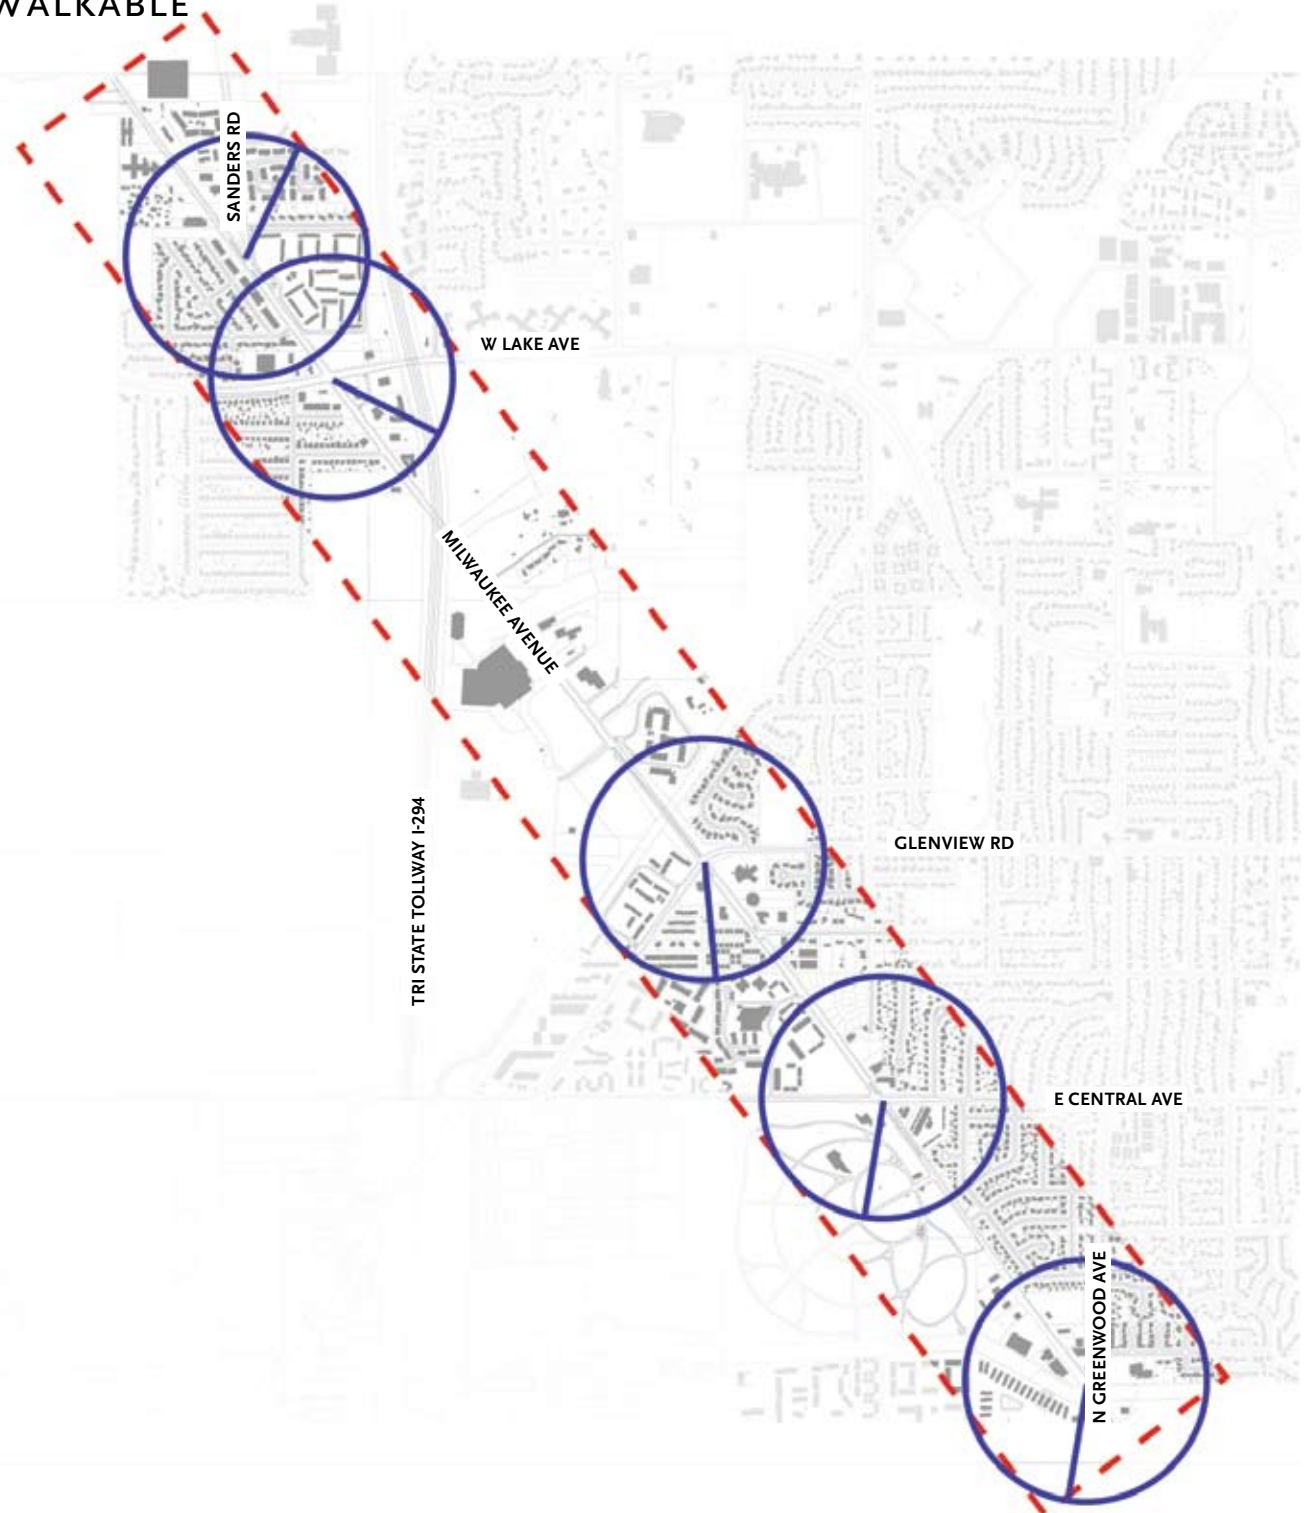 WALKABLE
SANDERS RD
W LAKE AVE
MILWAUKEE AVENUE
GLENVIEW RD
TRI STATE TOLLWAY I-294
E CENTRAL AVE
N GREENWOOD AVE